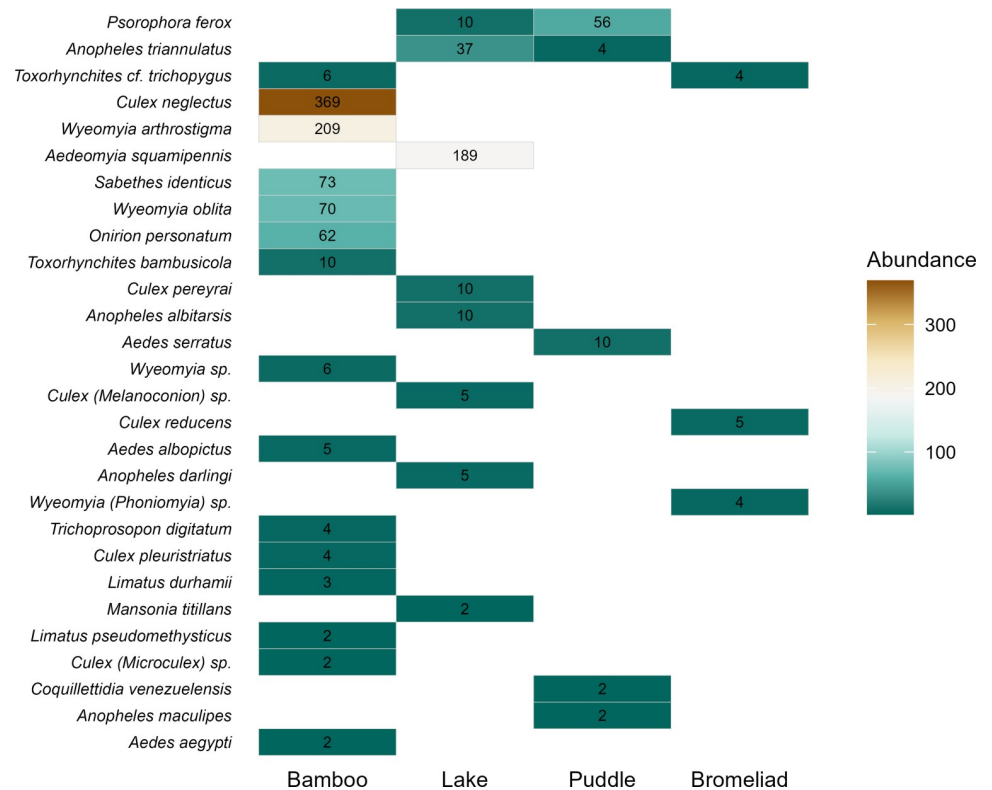 Psorophora ferox 10 56
Anopheles triannulatus 37 4
Toxorhynchites cf. trichopygus 6 4
Culex neglectus 369
Wyeomyia arthrostigma 209
Aedeomyia squamipennis 189
Sabethes identicus 73
Wyeomyia oblita 70
Onirion personatum 62
Toxorhynchites bambusicola 10
Culex pereyrai 10
Anopheles albitarsis 10
Aedes serratus 10
Wyeomyia sp. 6
Culex (Melanoconion) sp. 5
Culex reducens 5
Aedes albopictus 5
Anopheles darlingi 5
Wyeomyia (Phoniomyia) sp. 4
Trichoprosopon digitatum 4
Culex pleuristriatus 4
Limatus durhamii 3
Mansonia titillans 2
Limatus pseudomethysticus 2
Culex (Microculex) sp. 2
Coquillettidia venezuelensis 2
Anopheles maculipes 2
Aedes aegypti 2
Bamboo Lake Puddle Bromeliad
Abundance
300
200
100